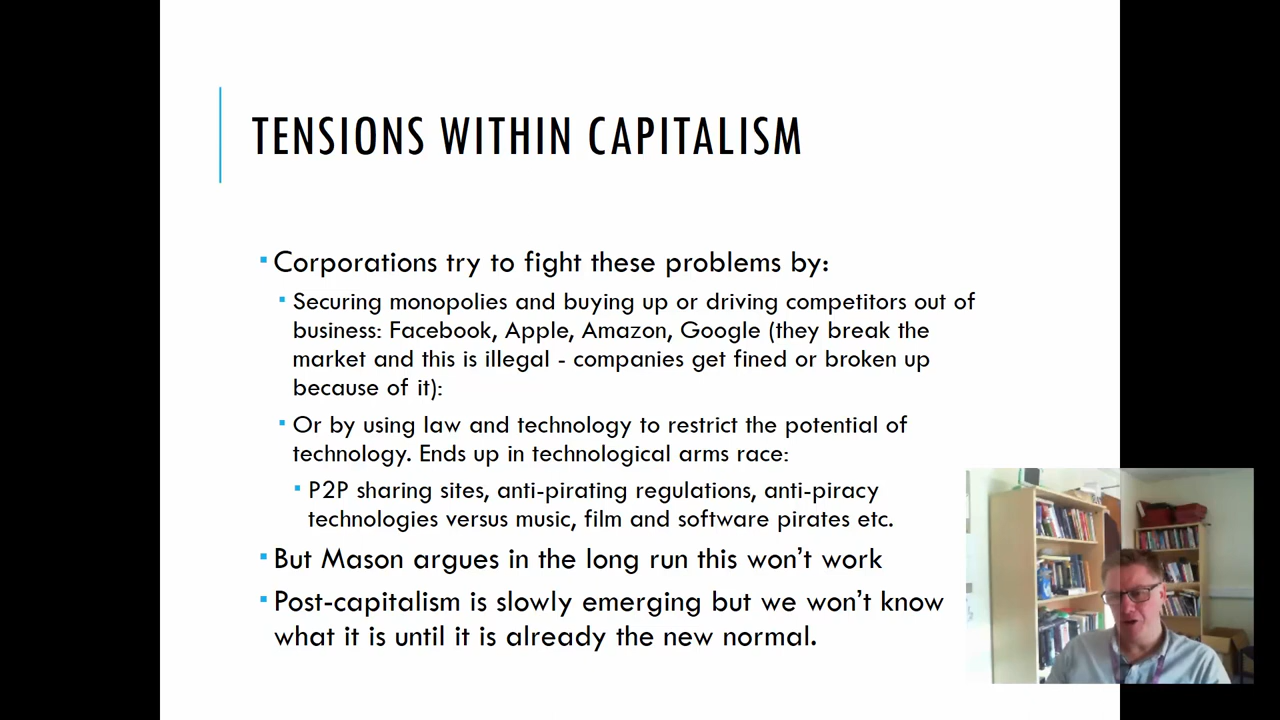 TENSIONS WITHIN CAPITALISM
▪ Corporations try to fight these problems by:
▪ Securing monopolies and buying up or driving competitors out of
business: Facebook, Apple, Amazon, Google (they break the
market and this is illegal - companies get fined or broken up
because of it):
▪ Or by using law and technology to restrict the potential of
technology. Ends up in technological arms race:
▪ P2P sharing sites, anti-pirating regulations, anti-piracy
technologies versus music, film and software pirates etc.
▪ But Mason argues in the long run this won’t work
▪ Post-capitalism is slowly emerging but we won’t know
what it is until it is already the new normal.